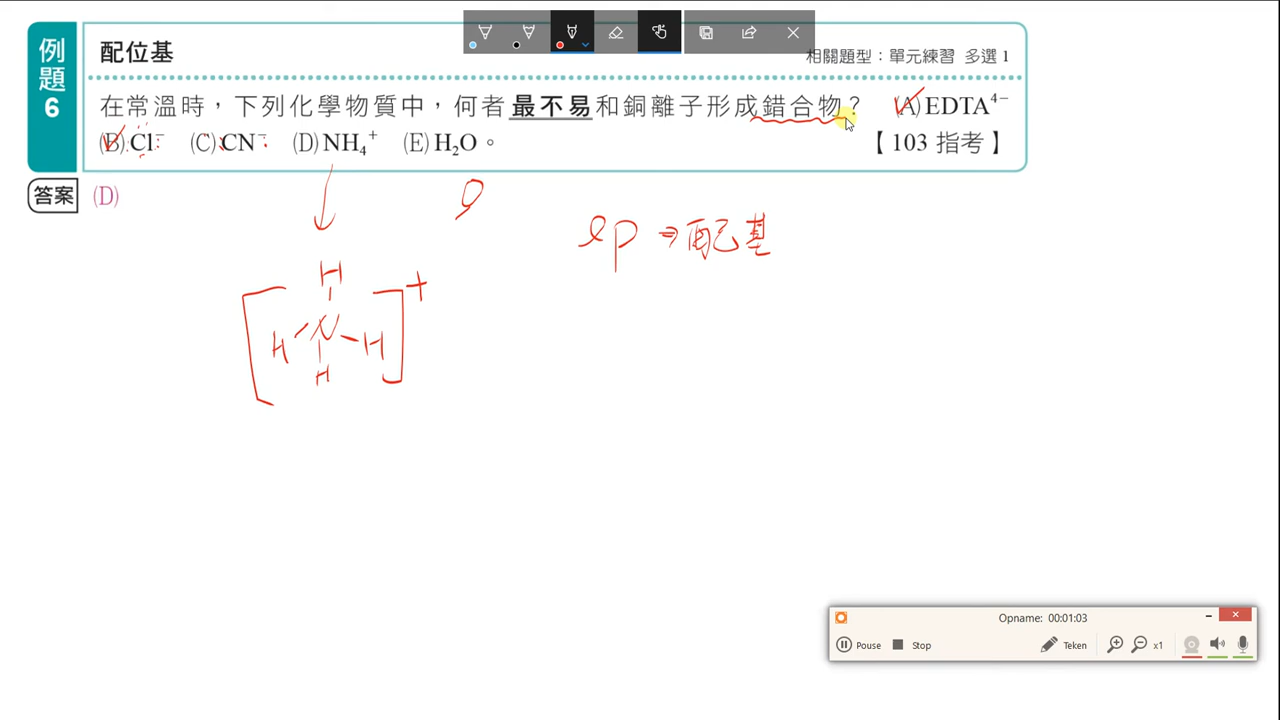 例題6
配位基
相關題型：單元練習 多選 1
在常溫時，下列化學物質中，何者最不易和銅離子形成錯合物？ (A) EDTA⁴⁻
(B) Cl⁻ (C) CN⁻ (D) NH₄⁺ (E) H₂O。
【103 指考】
答案 (D)
lp ⇒ 配基
H
H N H
H
+
Opname: 00:01:03
Pause Stop Teken x1